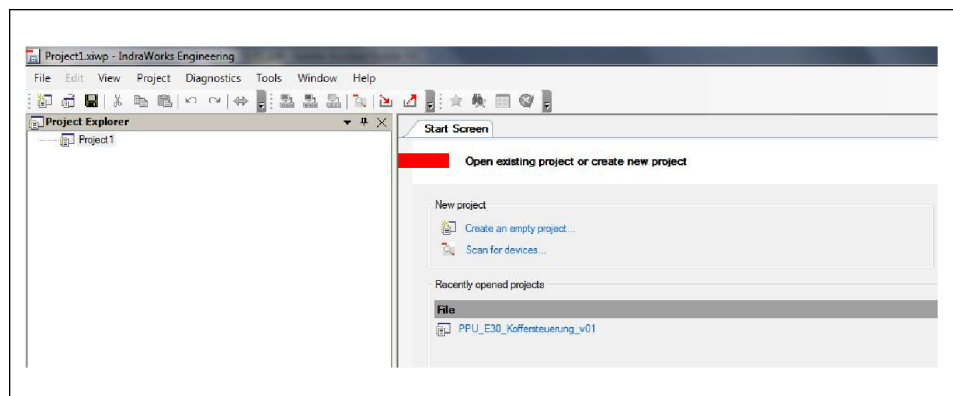 Project1.xiwp - IndraWorks Engineering
File Edit View Project Diagnostics Tools Window Help
Project Explorer
Project1
Start Screen
Open existing project or create new project
New project
Create an empty project...
Scan for devices...
Recently opened projects
File
PPU_E30_Koffersteuerung_v01